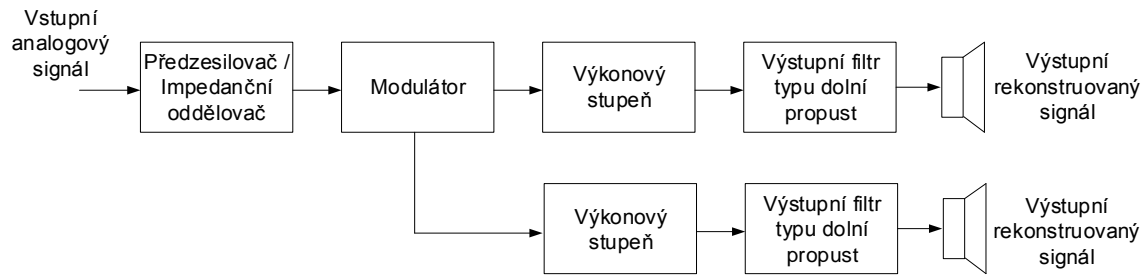 Vstupní
analogový
signál
Předzesilovač /
Impedanční
oddělovač
Modulátor
Výkonový
stupeň
Výstupní filtr
typu dolní
propust
Výstupní
rekonstruovaný
signál
Výkonový
stupeň
Výstupní filtr
typu dolní
propust
Výstupní
rekonstruovaný
signál